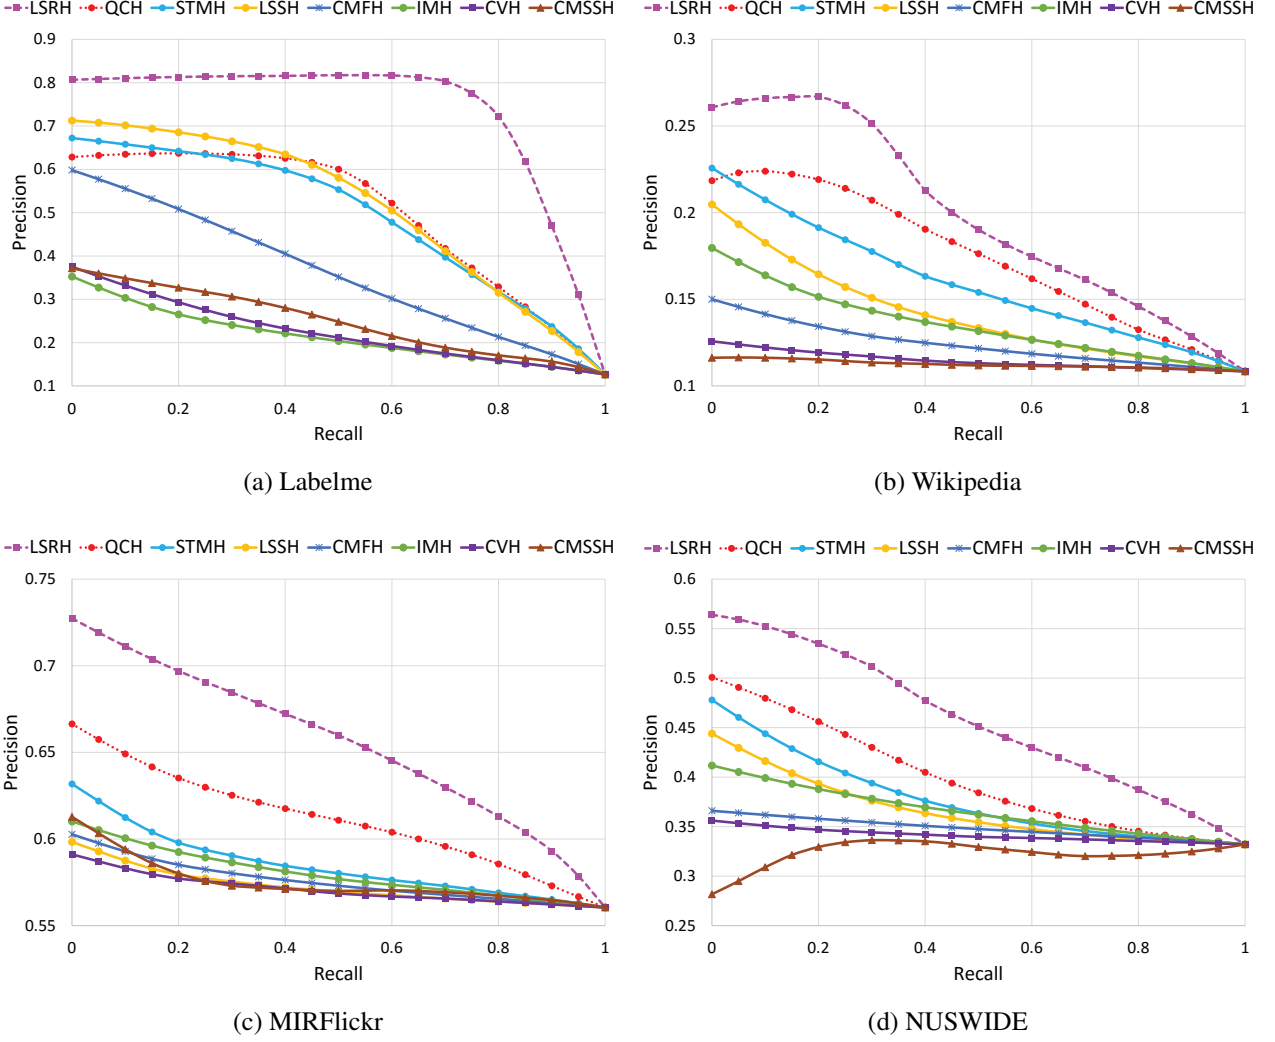 LSRH QCH STMH LSSH CMFH IMH CVH CMSSH
0.9
0.8
0.7
0.6
0.5
0.4
0.3
0.2
0.1
Precision
0 0.2 0.4 0.6 0.8 1
Recall
(a) Labelme
LSRH QCH STMH LSSH CMFH IMH CVH CMSSH
0.3
0.25
0.2
0.15
0.1
Precision
0 0.2 0.4 0.6 0.8 1
Recall
(b) Wikipedia
LSRH QCH STMH LSSH CMFH IMH CVH CMSSH
0.75
0.7
0.65
0.6
0.55
Precision
0 0.2 0.4 0.6 0.8 1
Recall
(c) MIRFlickr
LSRH QCH STMH LSSH CMFH IMH CVH CMSSH
0.6
0.55
0.5
0.45
0.4
0.35
0.3
0.25
Precision
0 0.2 0.4 0.6 0.8 1
Recall
(d) NUSWIDE